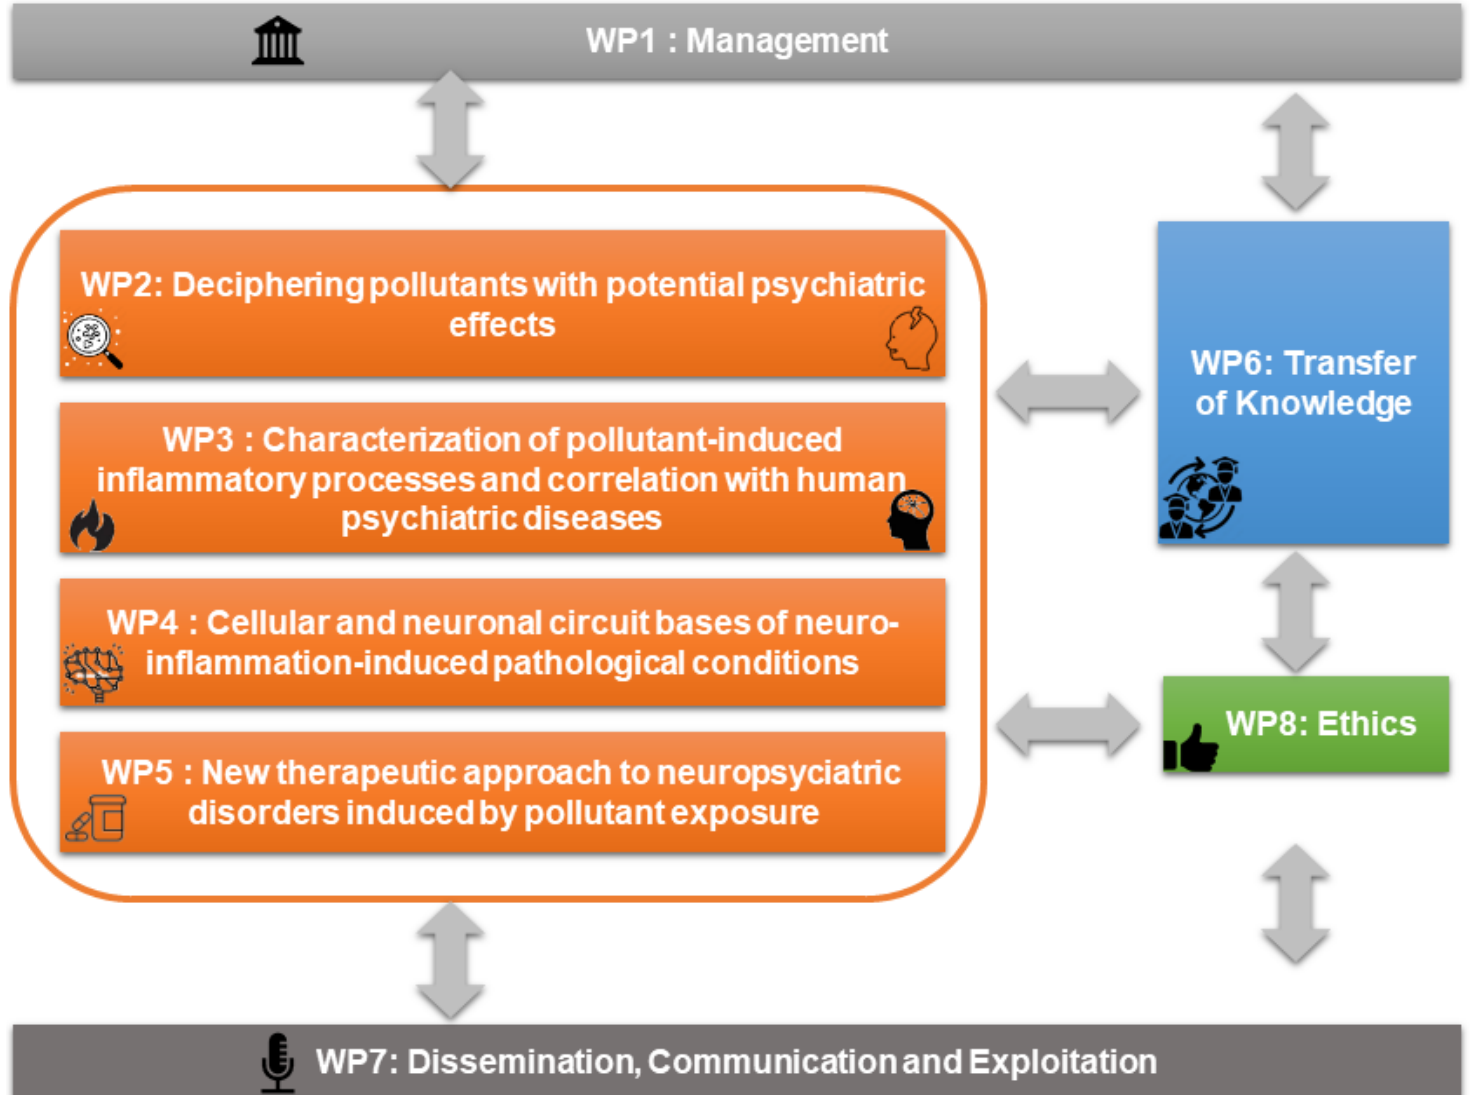 WP1 : Management
WP2: Deciphering pollutants with potential psychiatric
effects
WP3 : Characterization of pollutant-induced
inflammatory processes and correlation with human
psychiatric diseases
WP4 : Cellular and neuronal circuit bases of neuro-
inflammation-induced pathological conditions
WP5 : New therapeutic approach to neuropsyciatric
disorders induced by pollutant exposure
WP6: Transfer
of Knowledge
WP8: Ethics
WP7: Dissemination, Communication and Exploitation